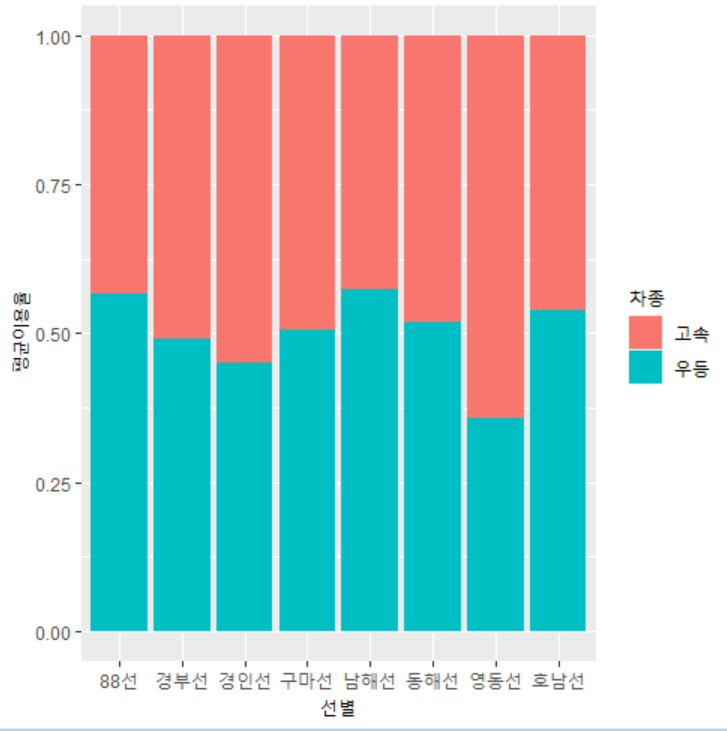 1.00
0.75
0.50
0.25
0.00
평균이용율
88선 경부선 경인선 구마선 남해선 동해선 영동선 호남선
선별
차종
고속
우등